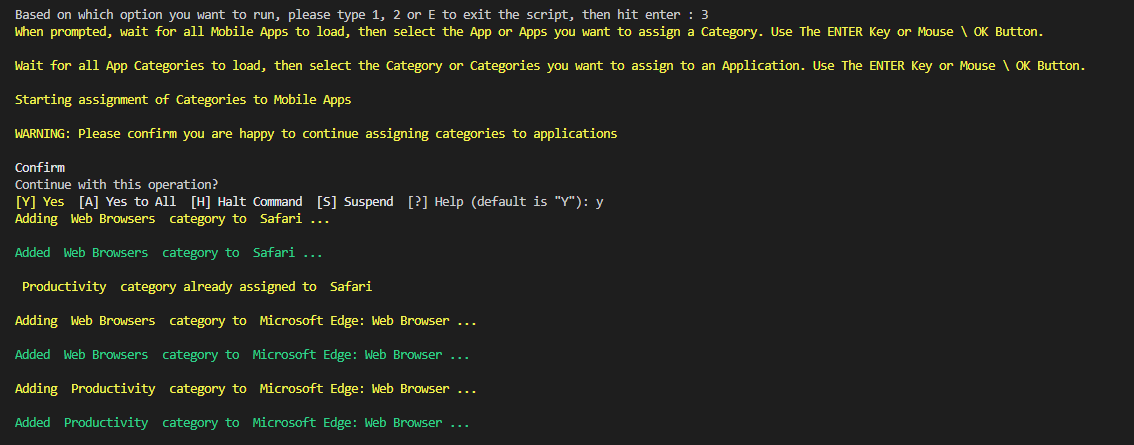 Based on which option you want to run, please type 1, 2 or E to exit the script, then hit enter : 3
When prompted, wait for all Mobile Apps to load, then select the App or Apps you want to assign a Category. Use The ENTER Key or Mouse \ OK Button.
Wait for all App Categories to load, then select the Category or Categories you want to assign to an Application. Use The ENTER Key or Mouse \ OK Button.
Starting assignment of Categories to Mobile Apps
WARNING: Please confirm you are happy to continue assigning categories to applications
Confirm
Continue with this operation?
[Y] Yes  [A] Yes to All  [H] Halt Command  [S] Suspend  [?] Help (default is "Y"): y
Adding  Web Browsers  category to  Safari ...
Added  Web Browsers  category to  Safari ...
Productivity  category already assigned to  Safari
Adding  Web Browsers  category to  Microsoft Edge: Web Browser ...
Added  Web Browsers  category to  Microsoft Edge: Web Browser ...
Adding  Productivity  category to  Microsoft Edge: Web Browser ...
Added  Productivity  category to  Microsoft Edge: Web Browser ...